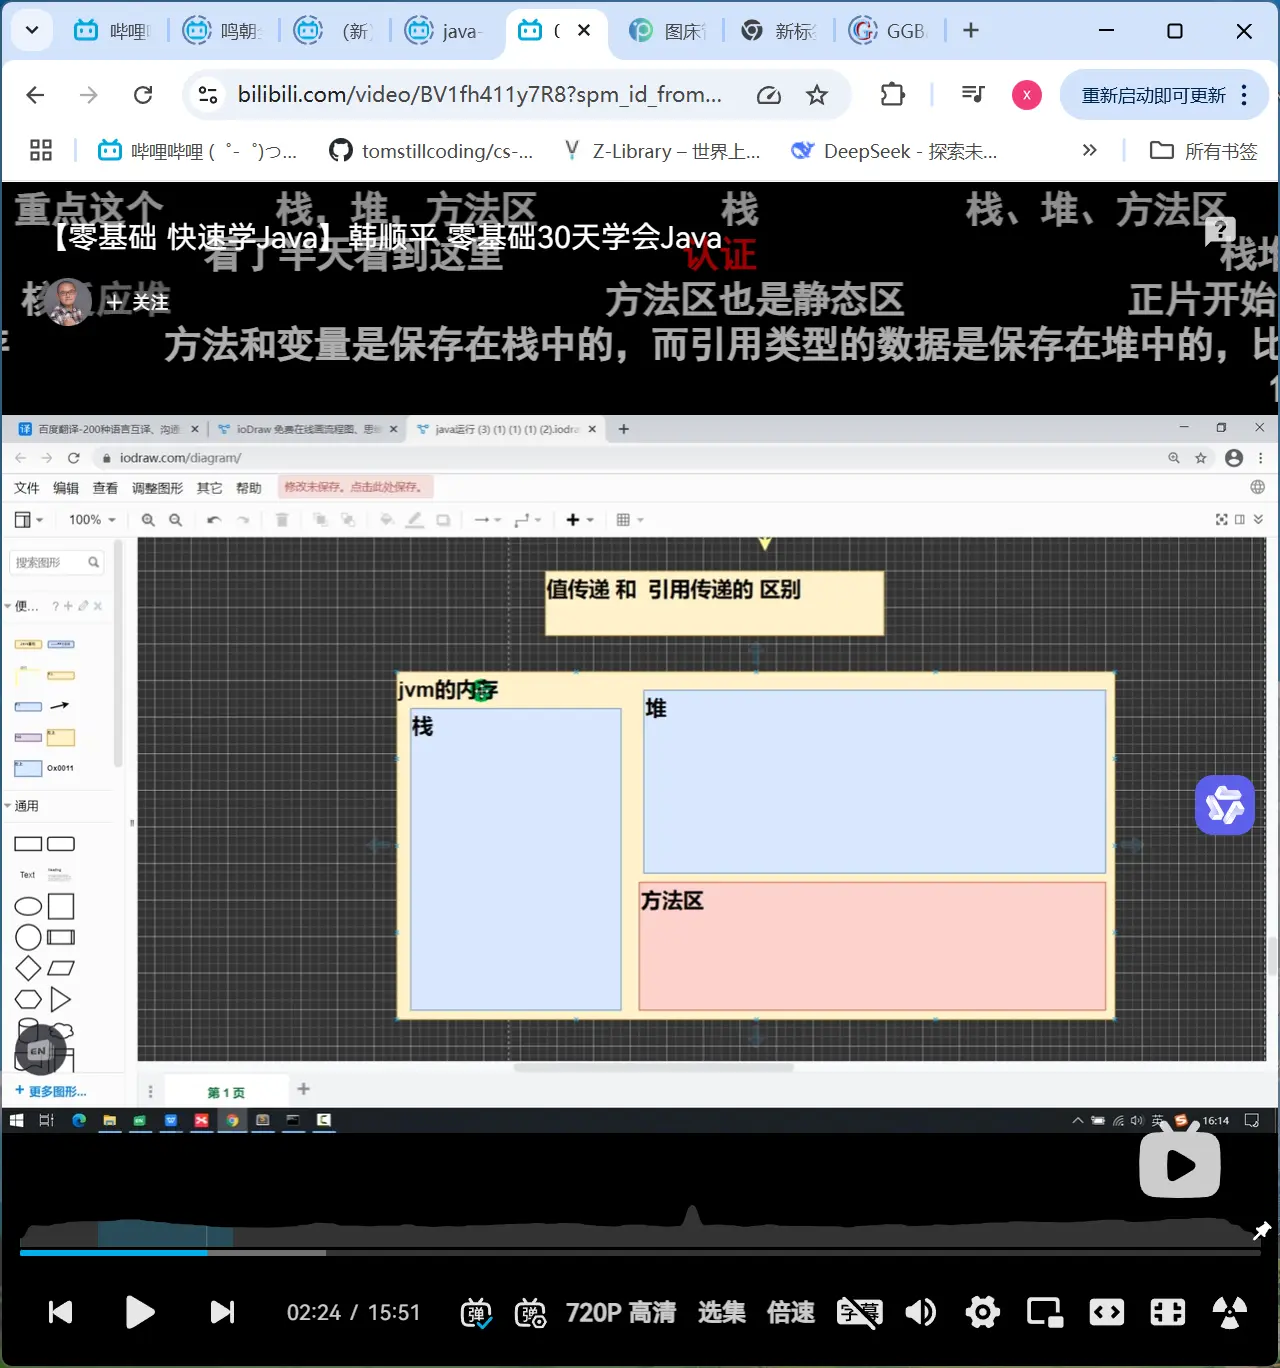 哔哩
鸣朝
（新
java-
图床
新标
GGB
bilibili.com/video/BV1fh411y7R8?spm_id_from...
X
重新启动即可更新
哔哩哔哩 ( ゜- ゜)つ...
tomstillcoding/cs-...
Z-Library – 世界上...
DeepSeek - 探索未...
所有书签
重点这个
栈，堆，方法区
栈
栈、堆、方法区
【零基础 快速学Java】韩顺平 零基础30天学会Java
看了半天看到这里
认证
栈堆
+ 关注
方法区也是静态区
正片开始
方法和变量是保存在栈中的，而引用类型的数据是保存在堆中的，比
百度翻译-200种语言互译、沟通
ioDraw 免费在线画流程图、思维
java运行 (3) (1) (1) (1) (2).iodra
iodraw.com/diagram/
文件 编辑 查看 调整图形 其它 帮助
修改未保存。点击此处保存。
100%
搜索图形
便...
值传递 和 引用传递的 区别
jvm的内存
栈
堆
方法区
Ox0011
通用
Text
Heading
EN
+ 更多图形...
第 1 页
英
16:14
02:24 / 15:51
弹
弹
720P 高清
选集
倍速
字幕